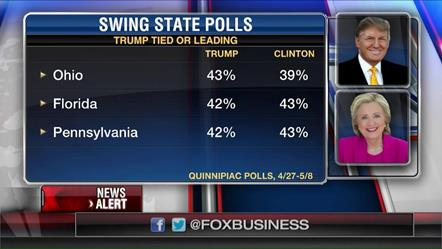 SWING STATE POLLS
TRUMP TIED OR LEADING
TRUMP CLINTON
Ohio 43% 39%
Florida 42% 43%
Pennsylvania 42% 43%
QUINNIPIAC POLLS, 4/27-5/8
NEWS
ALERT
@FOXBUSINESS